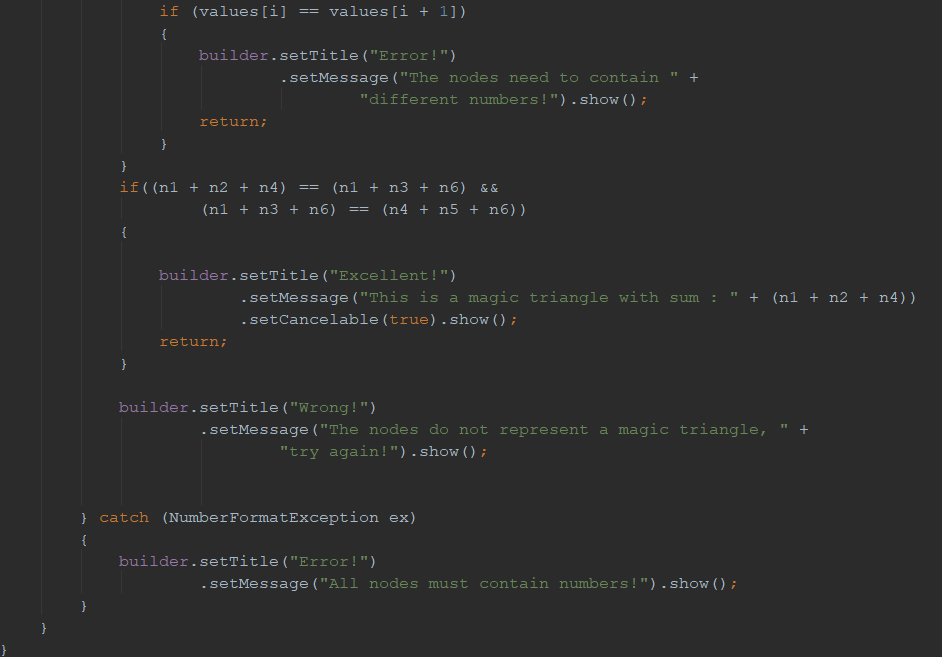 if (values[i] == values[i + 1])
{
builder.setTitle("Error!")
.setMessage("The nodes need to contain " +
"different numbers!").show();
return;
}
}
if((n1 + n2 + n4) == (n1 + n3 + n6) &&
(n1 + n3 + n6) == (n4 + n5 + n6))
{
builder.setTitle("Excellent!")
.setMessage("This is a magic triangle with sum : " + (n1 + n2 + n4))
.setCancelable(true).show();
return;
}
builder.setTitle("Wrong!")
.setMessage("The nodes do not represent a magic triangle, " +
"try again!").show();
} catch (NumberFormatException ex)
{
builder.setTitle("Error!")
.setMessage("All nodes must contain numbers!").show();
}
}
}